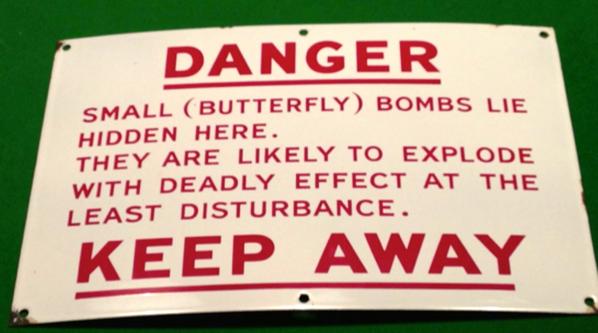 DANGER
SMALL (BUTTERFLY) BOMBS LIE
HIDDEN HERE.
THEY ARE LIKELY TO EXPLODE
WITH DEADLY EFFECT AT THE
LEAST DISTURBANCE.
KEEP AWAY